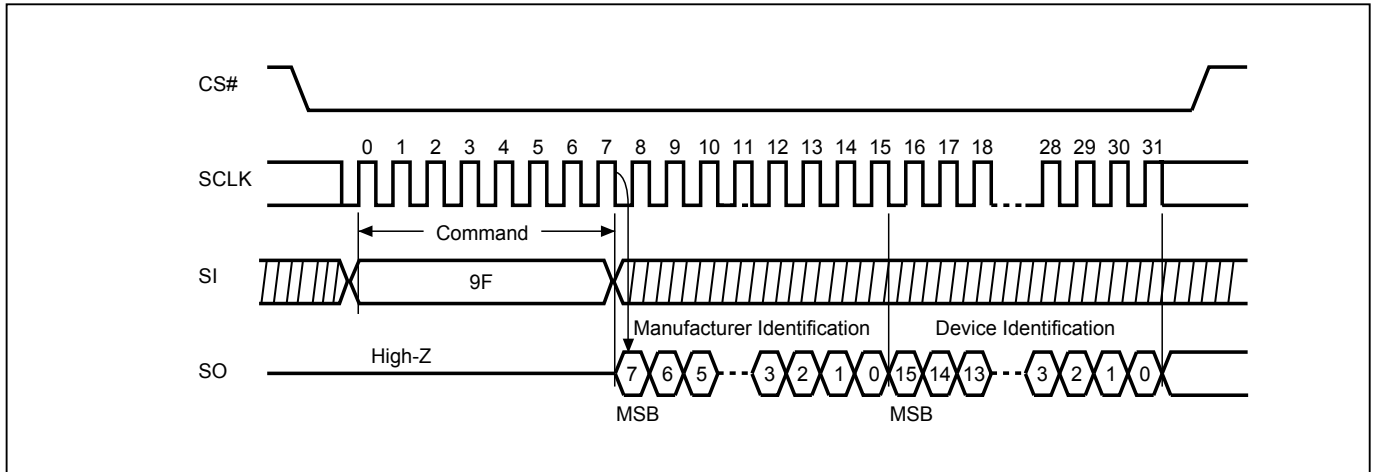 CS#
0 1 2 3 4 5 6 7 8 9 10 11 12 13 14 15 16 17 18 28 29 30 31
SCLK
Command
SI
9F
Manufacturer Identification Device Identification
High-Z
SO
7 6 5 3 2 1 0 15 14 13 3 2 1 0
MSB MSB